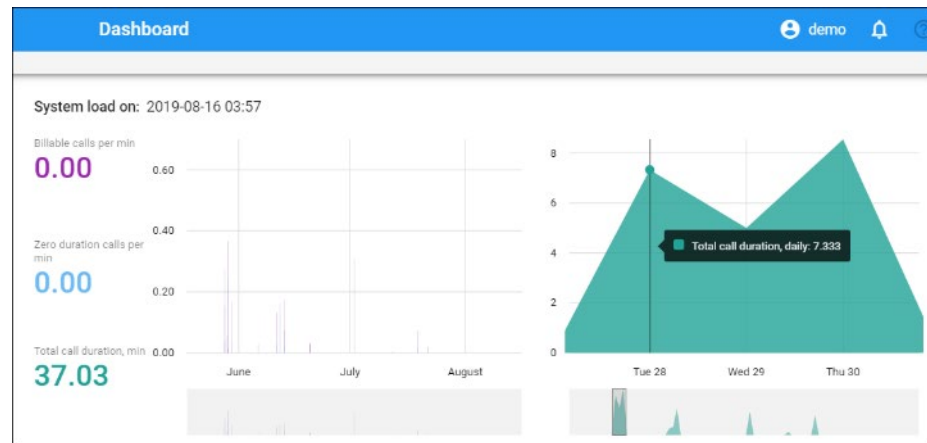 Dashboard
demo
System load on: 2019-08-16 03:57
Billable calls per min
0.00
Zero duration calls per
min
0.00
Total call duration, min
37.03
0.60
0.40
0.20
0.00
June July August
8
6
4
2
0
Total call duration, daily: 7.333
Tue 28 Wed 29 Thu 30